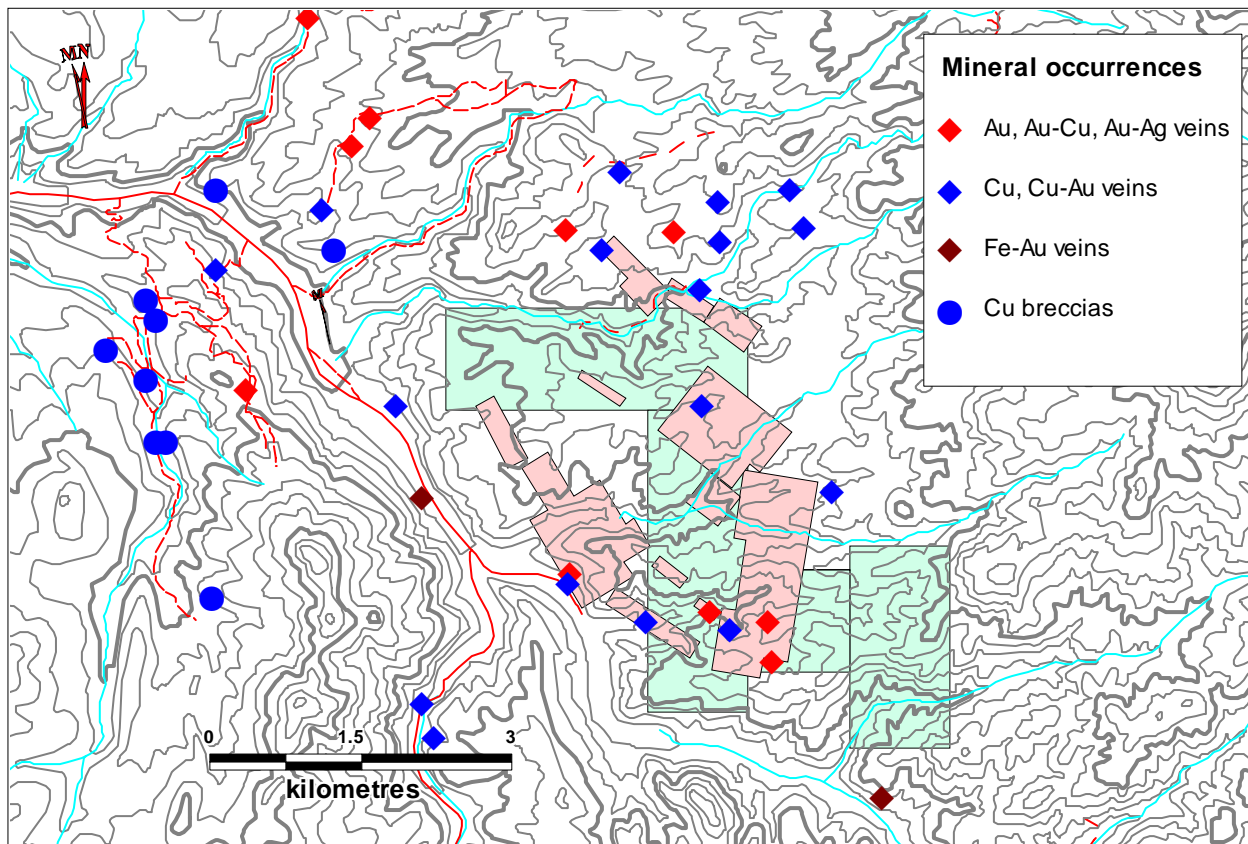 MN
Mineral occurrences
Au, Au-Cu, Au-Ag veins
Cu, Cu-Au veins
Fe-Au veins
Cu breccias
N
0 1.5 3
kilometres